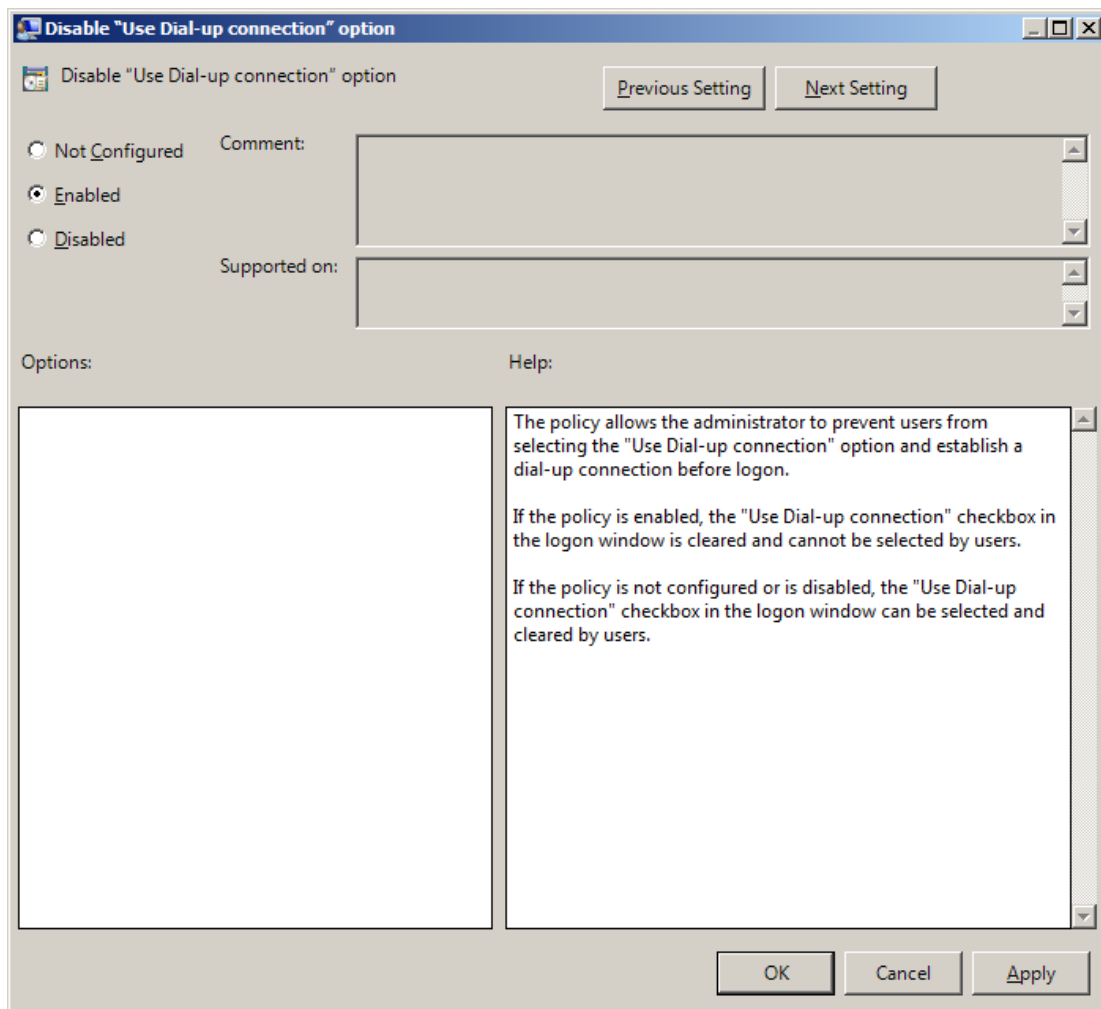 Disable “Use Dial-up connection” option
Disable “Use Dial-up connection” option
Previous Setting
Next Setting
Not Configured
Comment:
Enabled
Disabled
Supported on:
Options:
Help:
The policy allows the administrator to prevent users from
selecting the "Use Dial-up connection" option and establish a
dial-up connection before logon.
If the policy is enabled, the "Use Dial-up connection" checkbox in
the logon window is cleared and cannot be selected by users.
If the policy is not configured or is disabled, the "Use Dial-up
connection" checkbox in the logon window can be selected and
cleared by users.
OK
Cancel
Apply